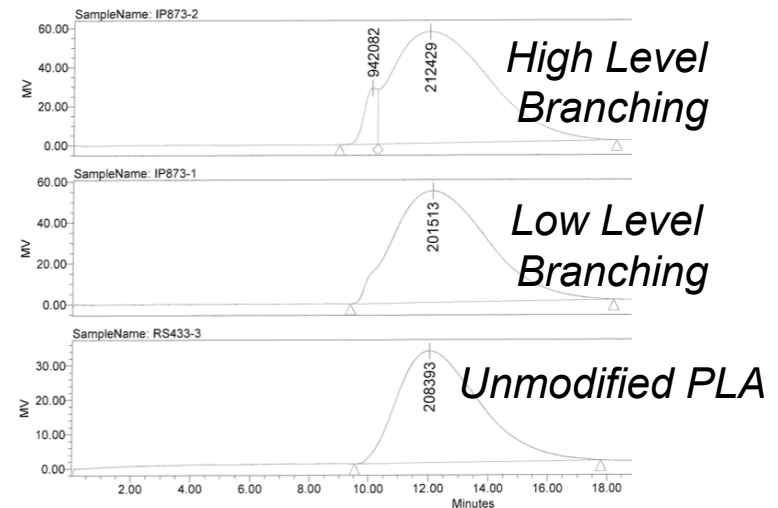 SampleName: IP873-2
60.00
40.00
20.00
0.00
MV
942082
212429
High Level
Branching
SampleName: IP873-1
60.00
40.00
20.00
0.00
MV
201513
Low Level
Branching
SampleName: RS433-3
30.00
20.00
10.00
0.00
MV
208393
Unmodified PLA
2.00 4.00 6.00 8.00 10.00 12.00 14.00 16.00 18.00
Minutes